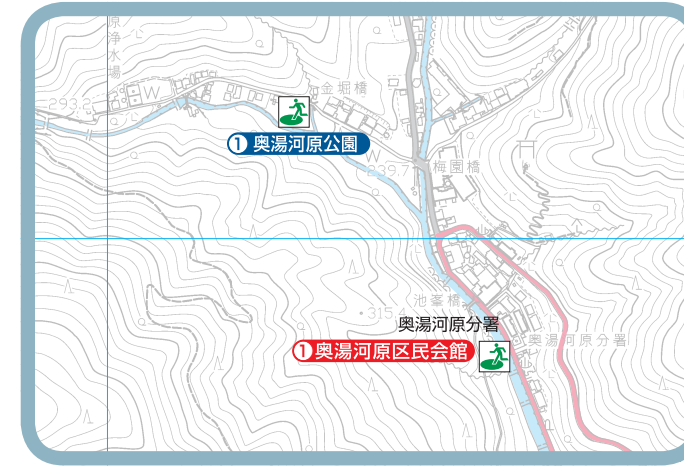 原浄水場
293.2
W
金堀橋
① 奥湯河原公園
W
239.7
梅園橋
池峯橋
315.
奥湯河原分署
奥湯河原分署
① 奥湯河原区民会館